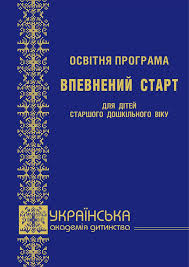 ОСВІТНЯ ПРОГРАМА
ВПЕВНЕНИЙ СТАРТ
ДЛЯ ДІТЕЙ
СТАРШОГО ДОШКІЛЬНОГО ВІКУ
УКРАЇНСЬКА
академія дитинства